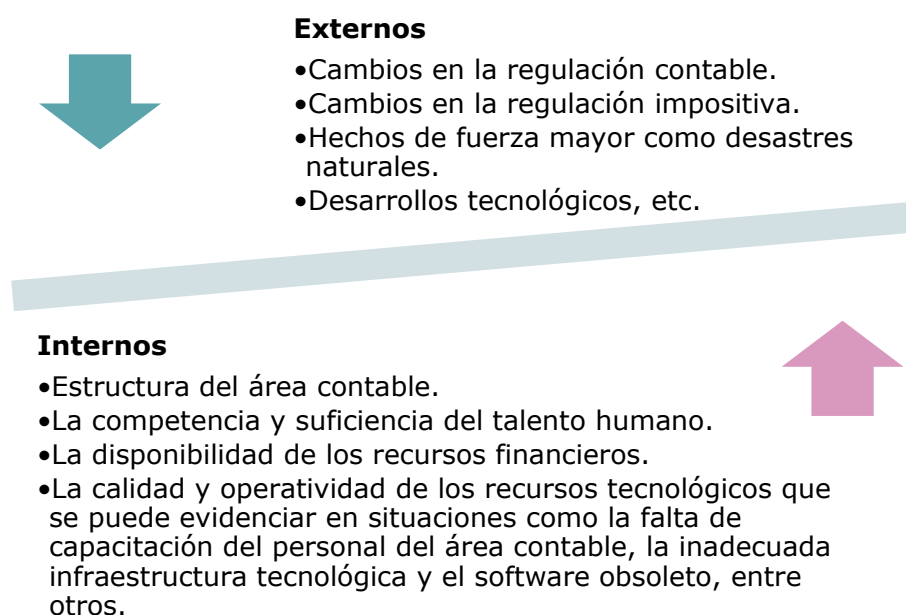 Externos
•Cambios en la regulación contable.
•Cambios en la regulación impositiva.
•Hechos de fuerza mayor como desastres
naturales.
•Desarrollos tecnológicos, etc.
Internos
•Estructura del área contable.
•La competencia y suficiencia del talento humano.
•La disponibilidad de los recursos financieros.
•La calidad y operatividad de los recursos tecnológicos que
se puede evidenciar en situaciones como la falta de
capacitación del personal del área contable, la inadecuada
infraestructura tecnológica y el software obsoleto, entre
otros.